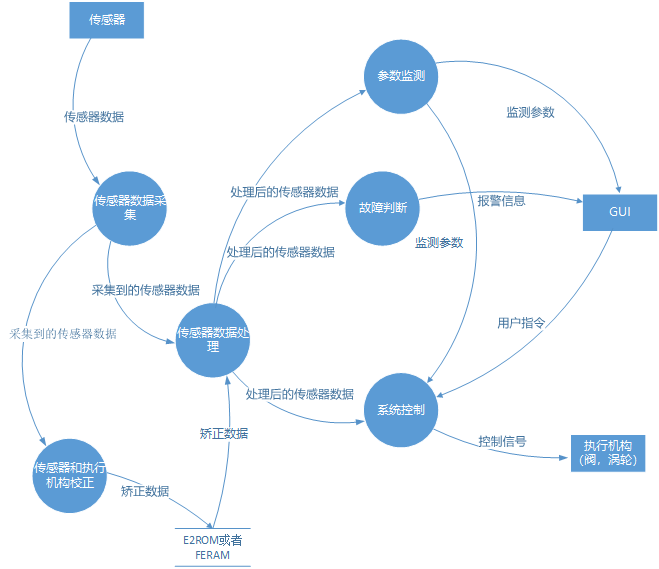 传感器
参数监测
传感器数据
监测参数
传感器数据采
集
处理后的传感器数据
故障判断
报警信息
GUI
监测参数
处理后的传感器数据
采集到的传感器数据
用户指令
采集到的传感器数据
传感器数据处
理
处理后的传感器数据
系统控制
矫正数据
控制信号
执行机构
(阀，涡轮)
传感器和执行
机构校正
矫正数据
E2ROM或者
FERAM